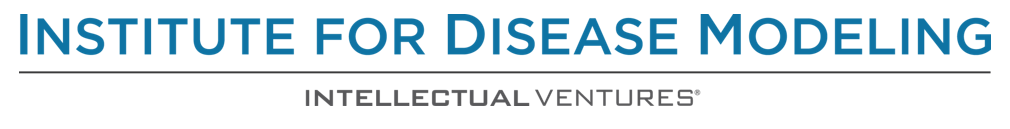 INSTITUTE FOR DISEASE MODELING
INTELLECTUAL VENTURES®